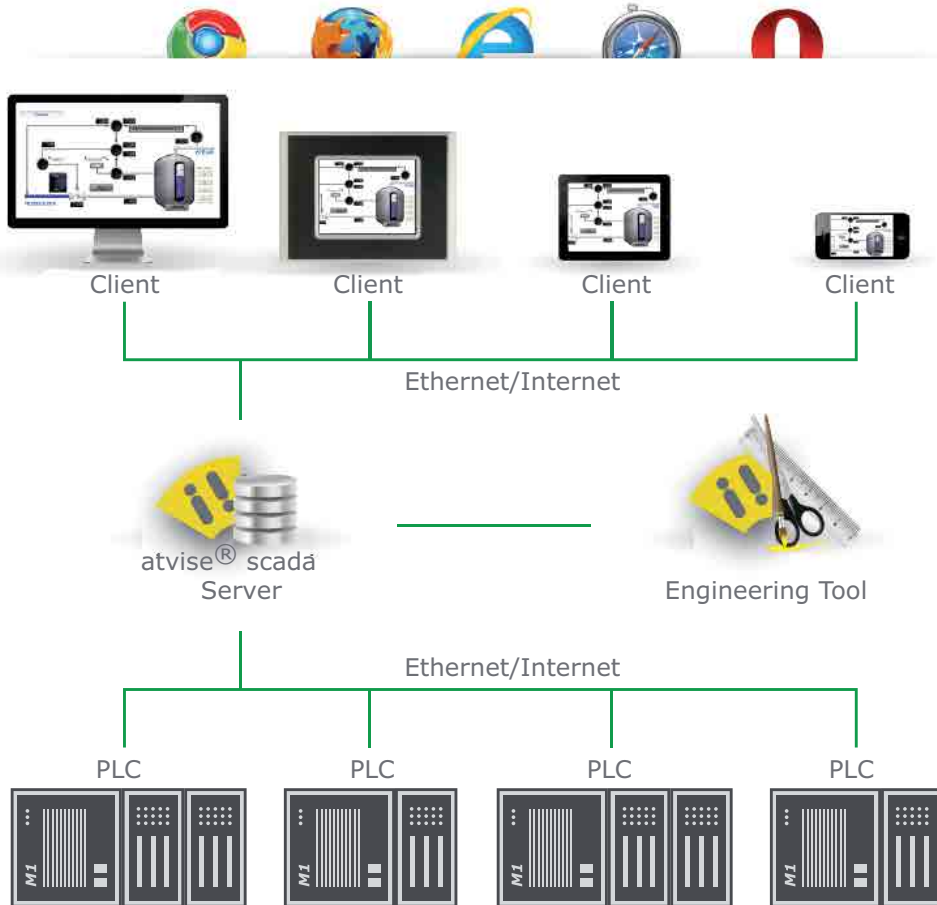 Client
Client
Client
Client
Ethernet/Internet
atvise® scada
Server
Engineering Tool
Ethernet/Internet
PLC
PLC
PLC
PLC
M1
M1
M1
M1